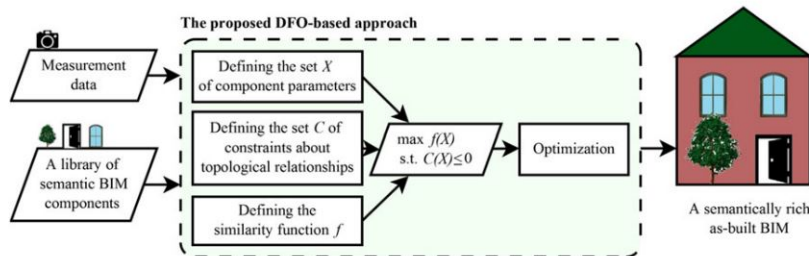 The proposed DFO-based approach
Measurement
data
A library of
semantic BIM
components
Defining the set X
of component parameters
Defining the set C of
constraints about
topological relationships
Defining the
similarity function f
max f(X)
s.t. C(X)≤0
Optimization
A semantically rich
as-built BIM